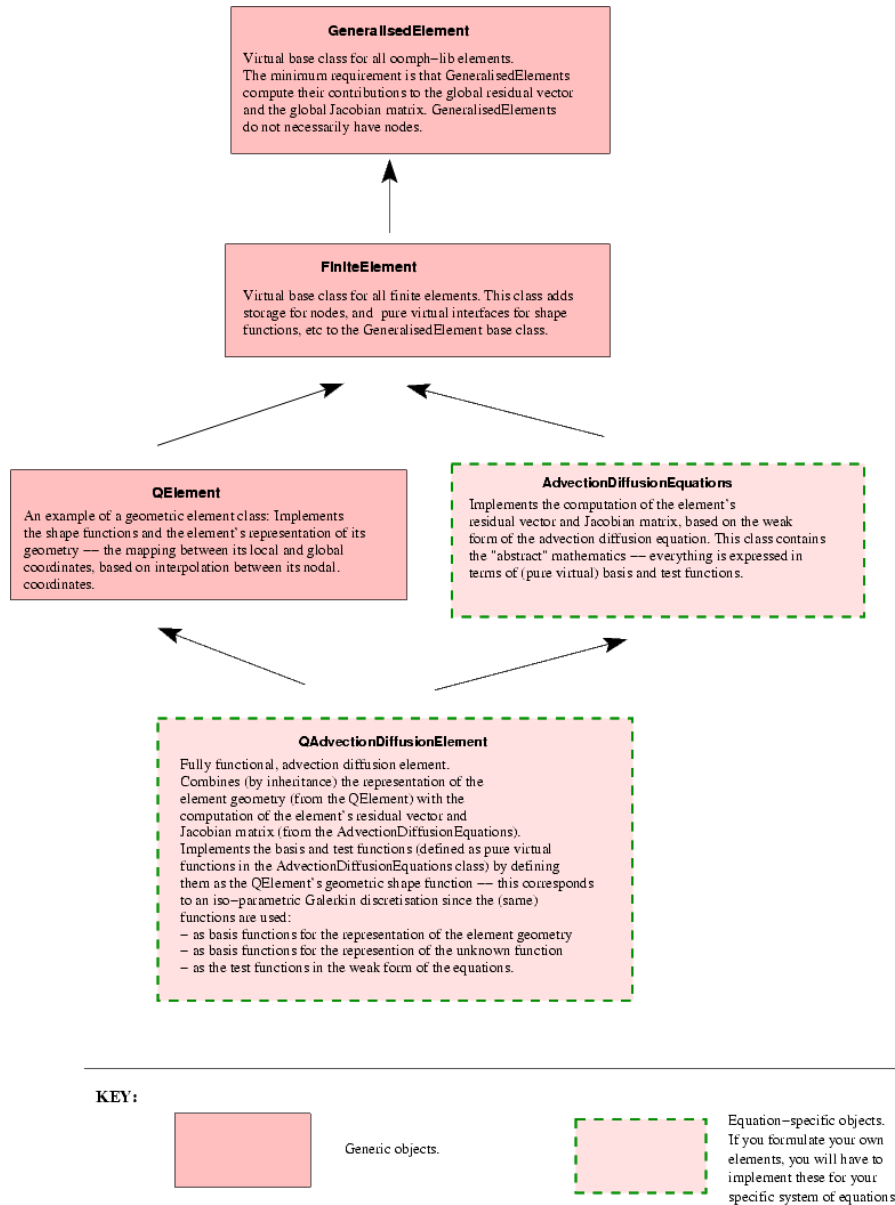 GeneralisedElement
Virtual base class for all oomph−lib elements.
The minimum requirement is that GeneralisedElements
compute their contributions to the global residual vector
and the global Jacobian matrix. GeneralisedElements
do not necessarily have nodes.
FiniteElement
Virtual base class for all finite elements. This class adds
storage for nodes, and pure virtual interfaces for shape
functions, etc to the GeneralisedElement base class.
QElement
An example of a geometric element class: Implements
the shape functions and the element's representation of its
geometry −− the mapping between its local and global
coordinates, based on interpolation between its nodal.
coordinates.
AdvectionDiffusionEquations
Implements the computation of the element's
residual vector and Jacobian matrix, based on the weak
form of the advection diffusion equation. This class contains
the "abstract" mathematics −− everything is expressed in
terms of (pure virtual) basis and test functions.
QAdvectionDiffusionElement
Fully functional, advection diffusion element.
Combines (by inheritance) the representation of the
element geometry (from the QElement) with the
computation of the element's residual vector and
Jacobian matrix (from the AdvectionDiffusionEquations).
Implements the basis and test functions (defined as pure virtual
functions in the AdvectionDiffusionEquations class) by defining
them as the QElement's geometric shape function −− this corresponds
to an iso−parametric Galerkin discretisation since the (same)
functions are used:
− as basis functions for the representation of the element geometry
− as basis functions for the represention of the unknown function
− as the test functions in the weak form of the equations.
KEY:
Generic objects.
Equation−specific objects.
If you formulate your own
elements, you will have to
implement these for your
specific system of equations